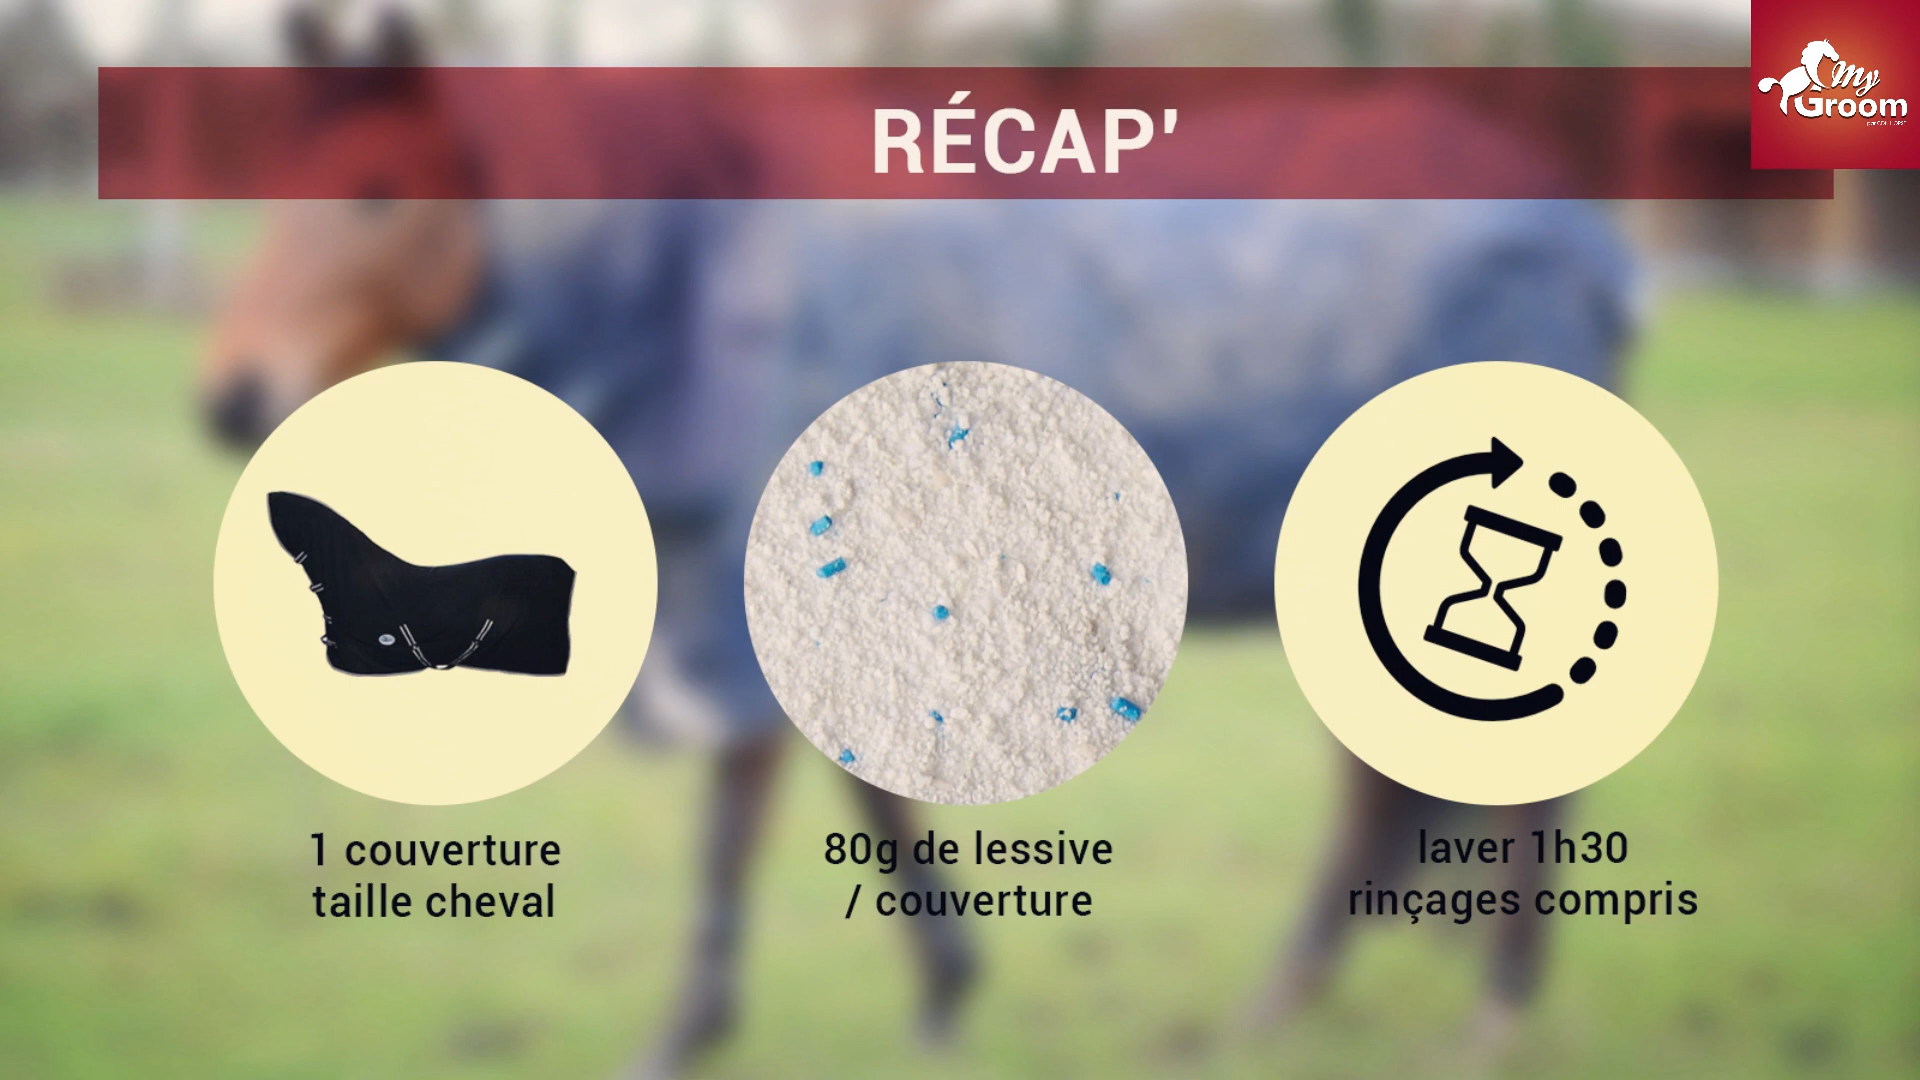 RÉCAP'
My
Groom
1 couverture
taille cheval
80g de lessive
/ couverture
laver 1h30
rinçages compris